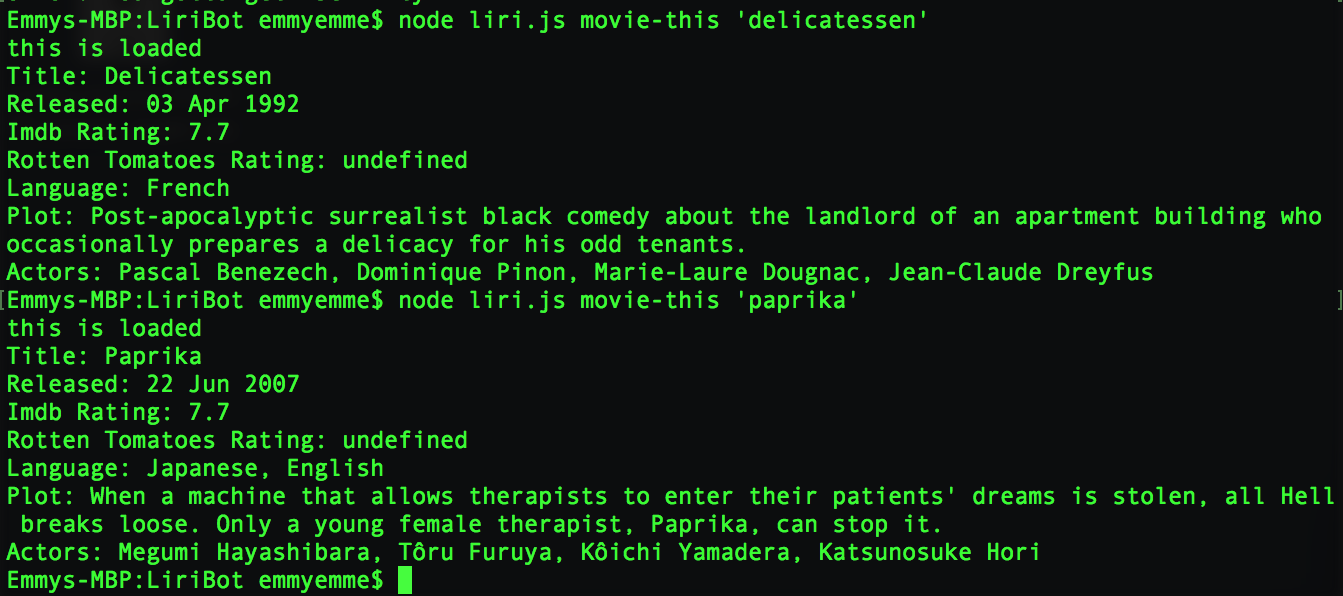 Emmys-MBP:LiriBot emmyemme$ node liri.js movie-this 'delicatessen'
this is loaded
Title: Delicatessen
Released: 03 Apr 1992
Imdb Rating: 7.7
Rotten Tomatoes Rating: undefined
Language: French
Plot: Post-apocalyptic surrealist black comedy about the landlord of an apartment building who
occasionally prepares a delicacy for his odd tenants.
Actors: Pascal Benezech, Dominique Pinon, Marie-Laure Dougnac, Jean-Claude Dreyfus
[Emmys-MBP:LiriBot emmyemme$ node liri.js movie-this 'paprika' ]
this is loaded
Title: Paprika
Released: 22 Jun 2007
Imdb Rating: 7.7
Rotten Tomatoes Rating: undefined
Language: Japanese, English
Plot: When a machine that allows therapists to enter their patients' dreams is stolen, all Hell
 breaks loose. Only a young female therapist, Paprika, can stop it.
Actors: Megumi Hayashibara, Tôru Furuya, Kôichi Yamadera, Katsunosuke Hori
Emmys-MBP:LiriBot emmyemme$